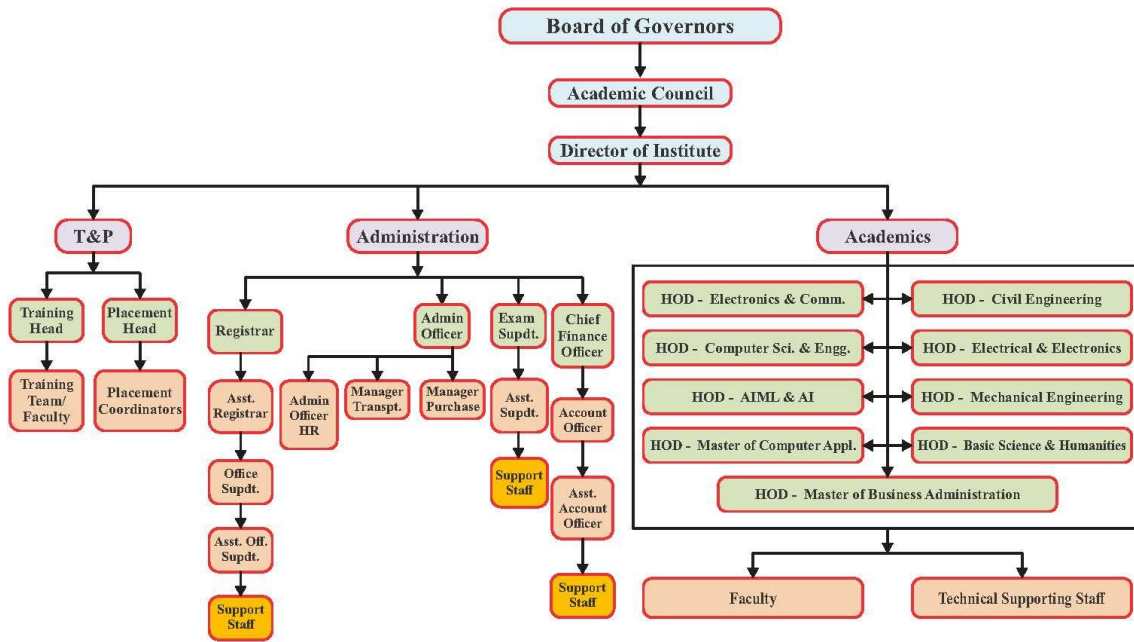 Board of Governors
Academic Council
Director of Institute
T&P
Administration
Academics
Training
Head
Placement
Head
Registrar
Admin
Officer
Exam
Supdt.
Chief
Finance
Officer
HOD - Electronics & Comm.
HOD - Civil Engineering
HOD - Computer Sci. & Engg.
HOD - Electrical & Electronics
Training
Team/
Faculty
Placement
Coordinators
Asst.
Registrar
Admin
Officer
HR
Manager
Transpt.
Manager
Purchase
Asst.
Supdt.
Account
Officer
HOD - AIML & AI
HOD - Mechanical Engineering
HOD - Master of Computer Appl.
HOD - Basic Science & Humanities
Office
Supdt.
Support
Staff
Asst.
Account
Officer
HOD - Master of Business Administration
Asst. Off.
Supdt.
Support
Staff
Support
Staff
Faculty
Technical Supporting Staff